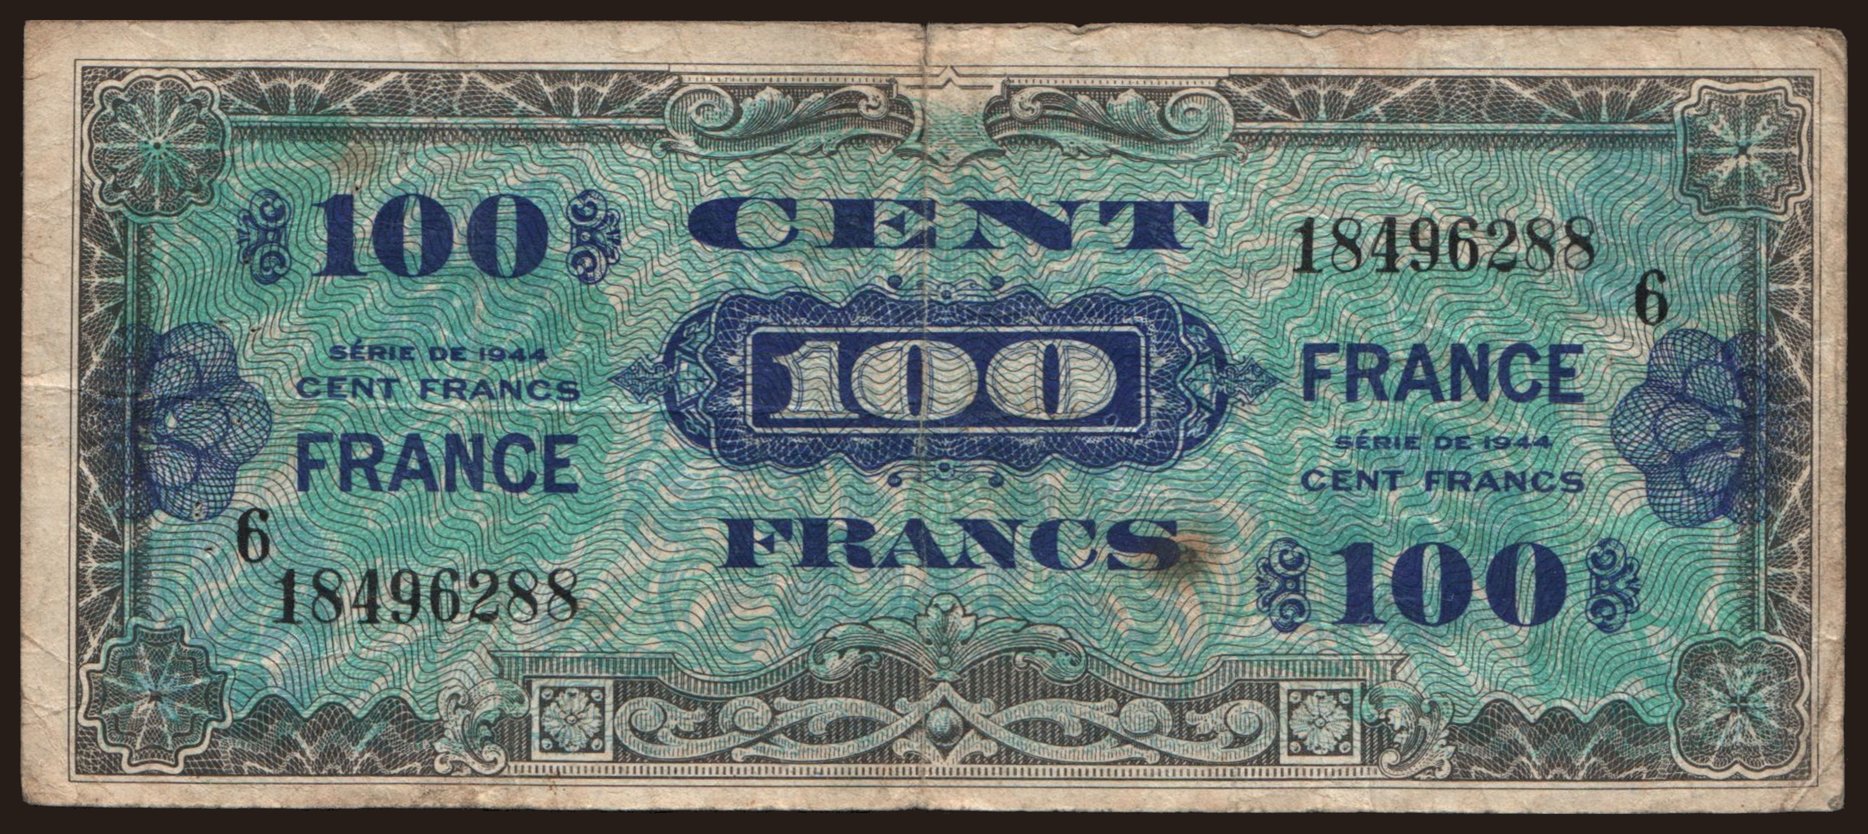 100
CENT
18496288
6
SÉRIE DE 1944
CENT FRANCS
FRANCE
100
FRANCE
SÉRIE DE 1944
CENT FRANCS
6
18496288
FRANCS
100